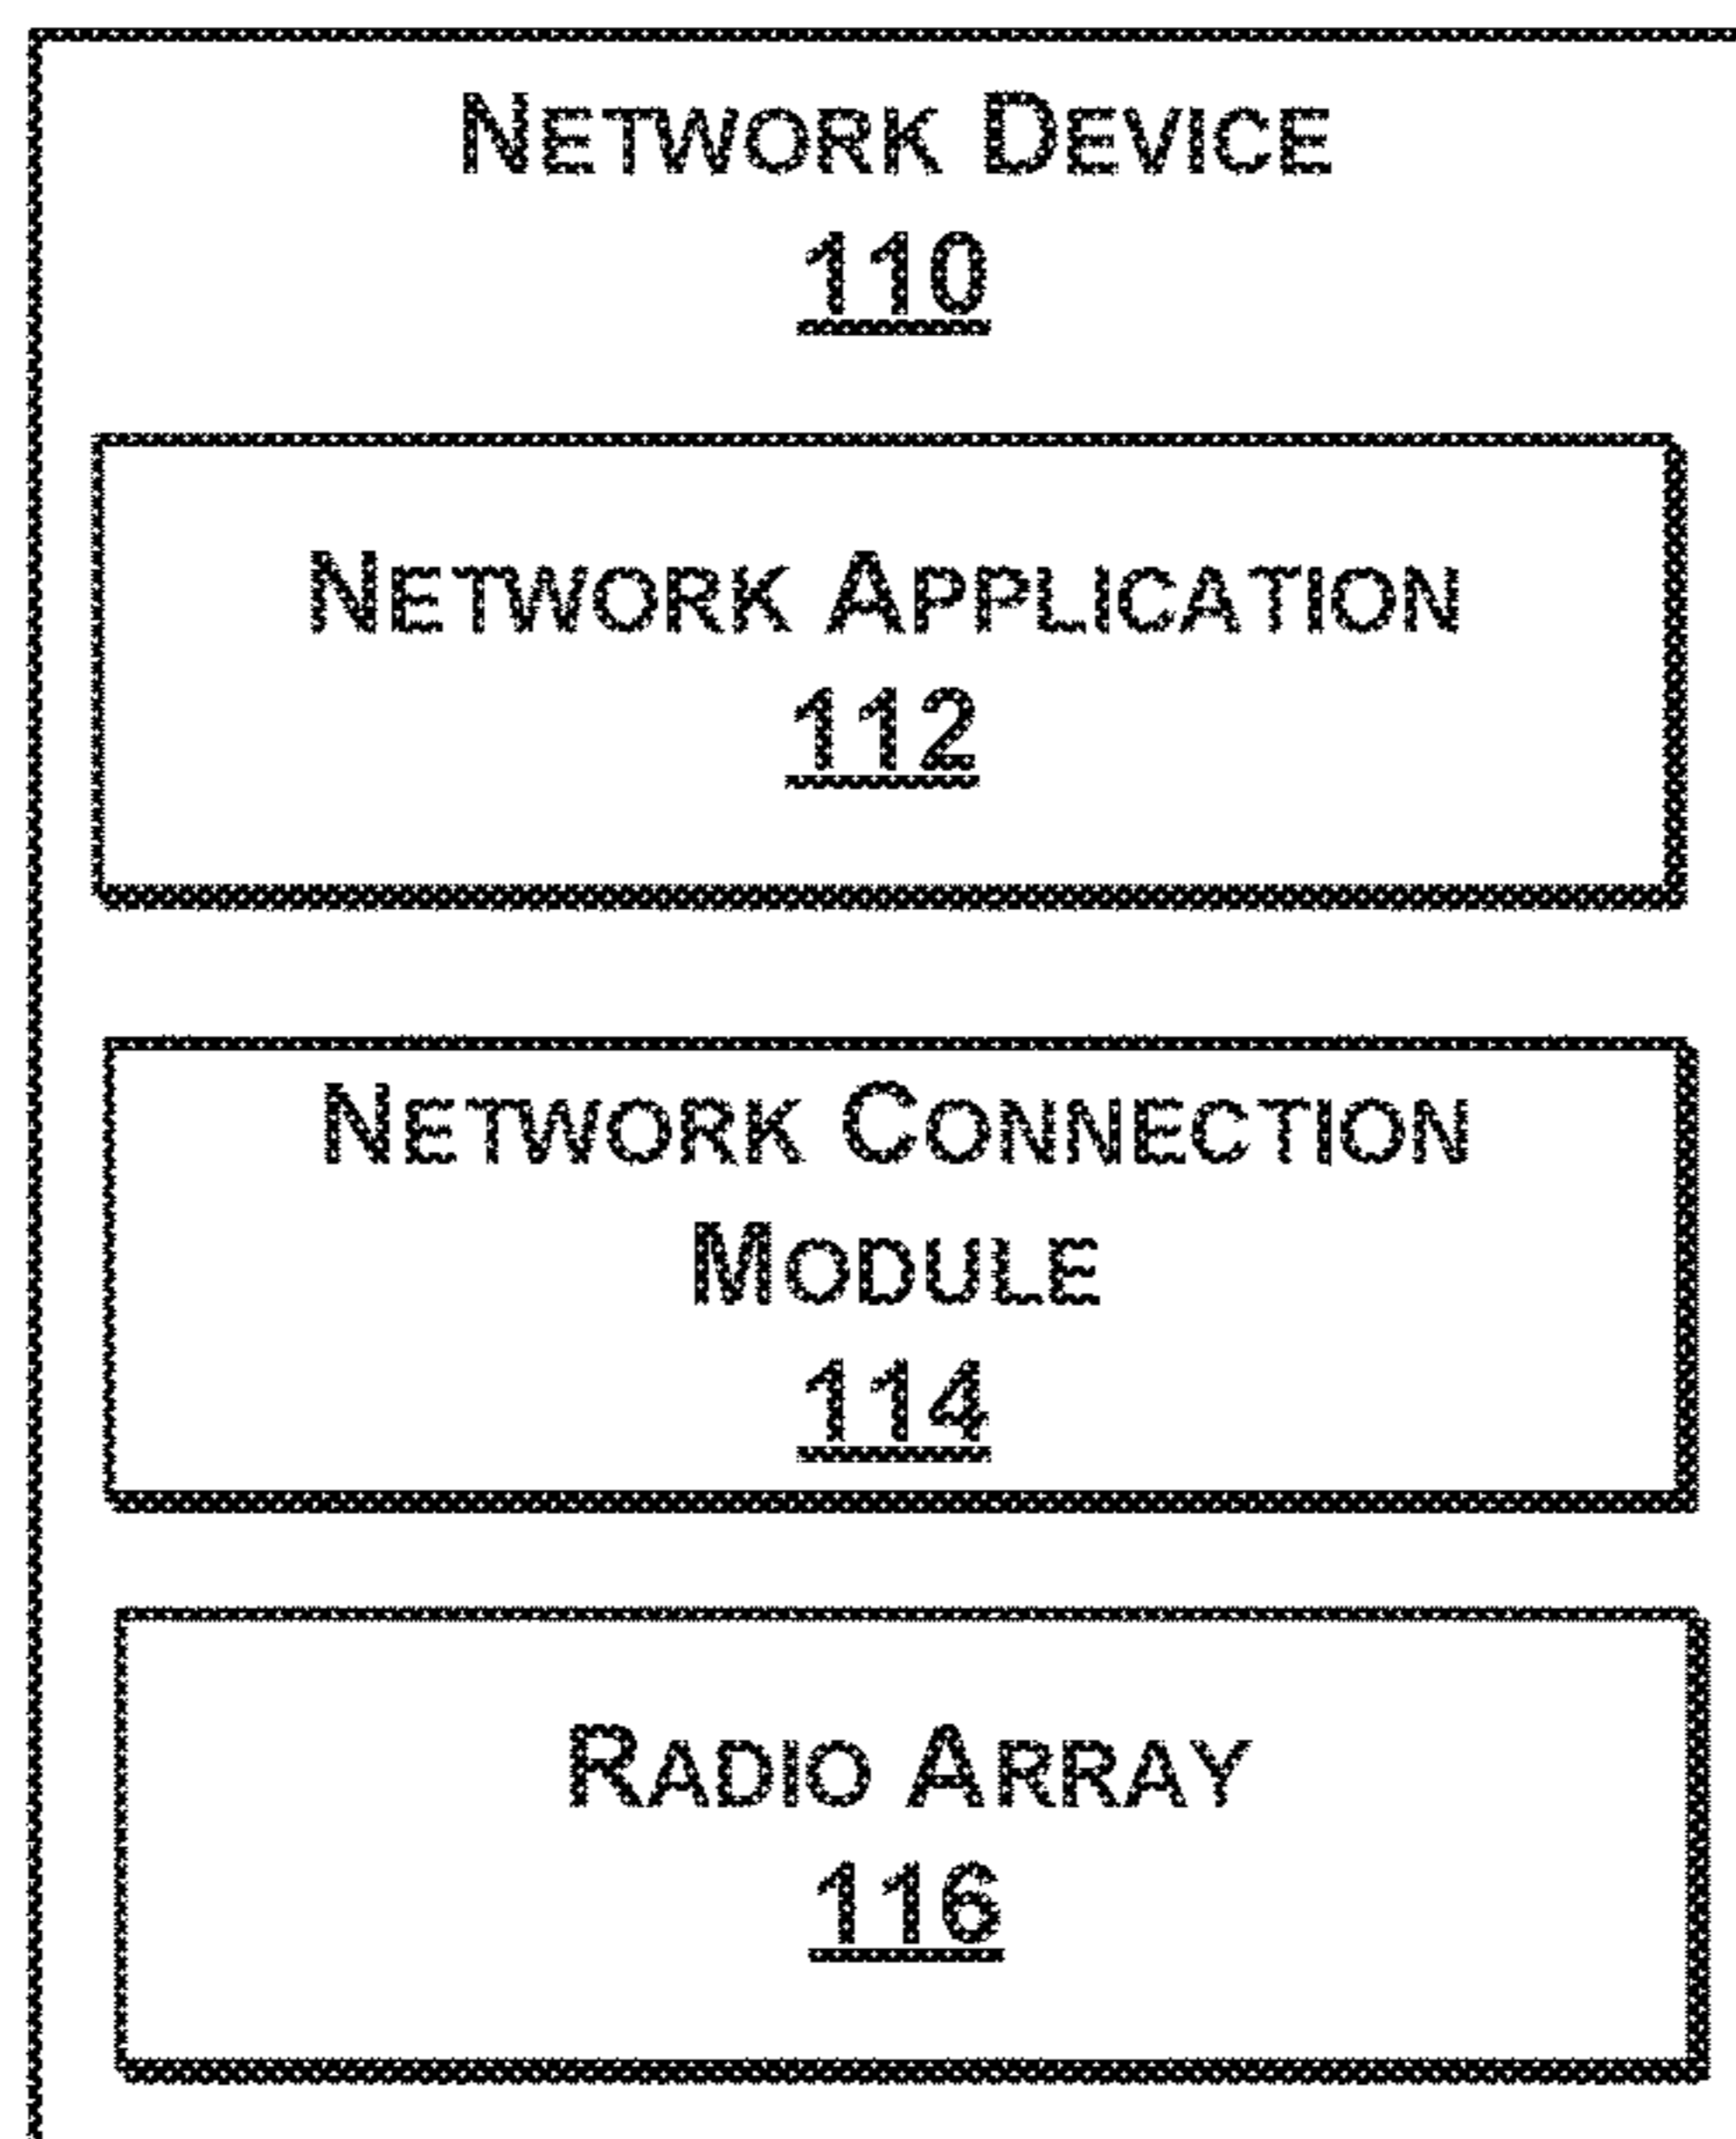 NETWORK DEVICE
110
NETWORK APPLICATION
112
NETWORK CONNECTION
MODULE
114
RADIO ARRAY
116